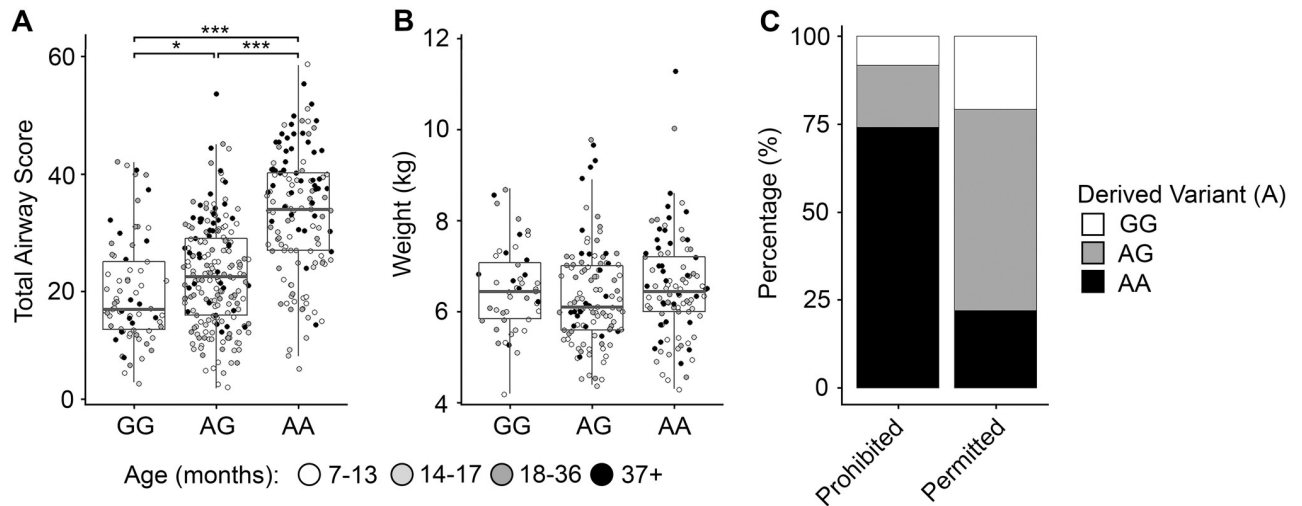 A
***
* ***
Total Airway Score
60
40
20
0
GG AG AA
B
Weight (kg)
12
10
8
6
4
GG AG AA
C
Percentage (%)
100
75
50
25
0
Prohibited
Permitted
Derived Variant (A)
GG
AG
AA
Age (months): 7-13 14-17 18-36 37+